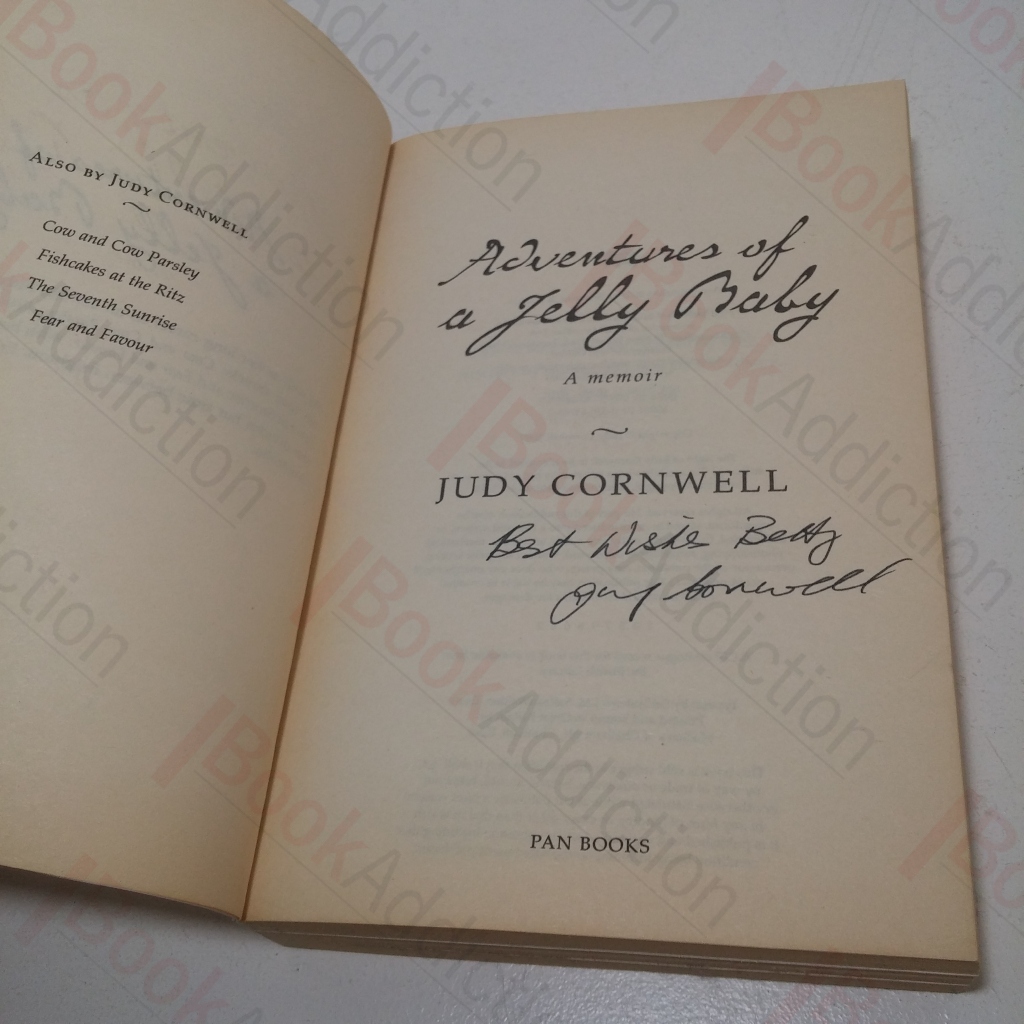 ALSO BY JUDY CORNWELL
Cow and Cow Parsley
Fishcakes at the Ritz
The Seventh Sunrise
Fear and Favour
Adventures of
a Jelly Baby
A memoir
JUDY CORNWELL
Best Wishes Betty
Judy Cornwell
PAN BOOKS
BookAddiction